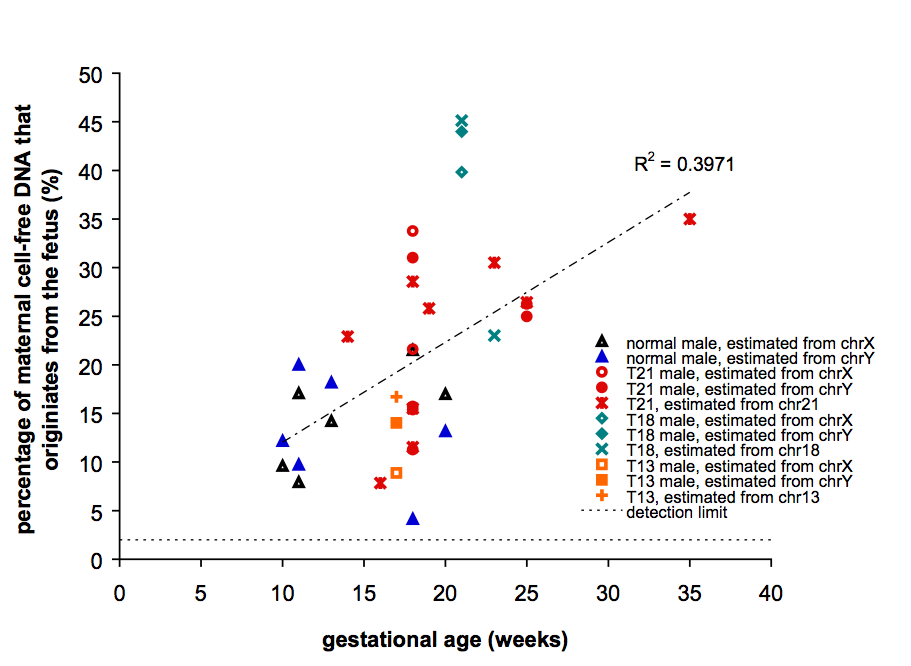 50
45
40
35
30
25
20
15
10
5
0
percentage of maternal cell-free DNA that
originiates from the fetus (%)
R2 = 0.3971
normal male, estimated from chrX
normal male, estimated from chrY
T21 male, estimated from chrX
T21 male, estimated from chrY
T21, estimated from chr21
T18 male, estimated from chrX
T18 male, estimated from chrY
T18, estimated from chr18
T13 male, estimated from chrX
T13 male, estimated from chrY
T13, estimated from chr13
detection limit
0 5 10 15 20 25 30 35 40
gestational age (weeks)